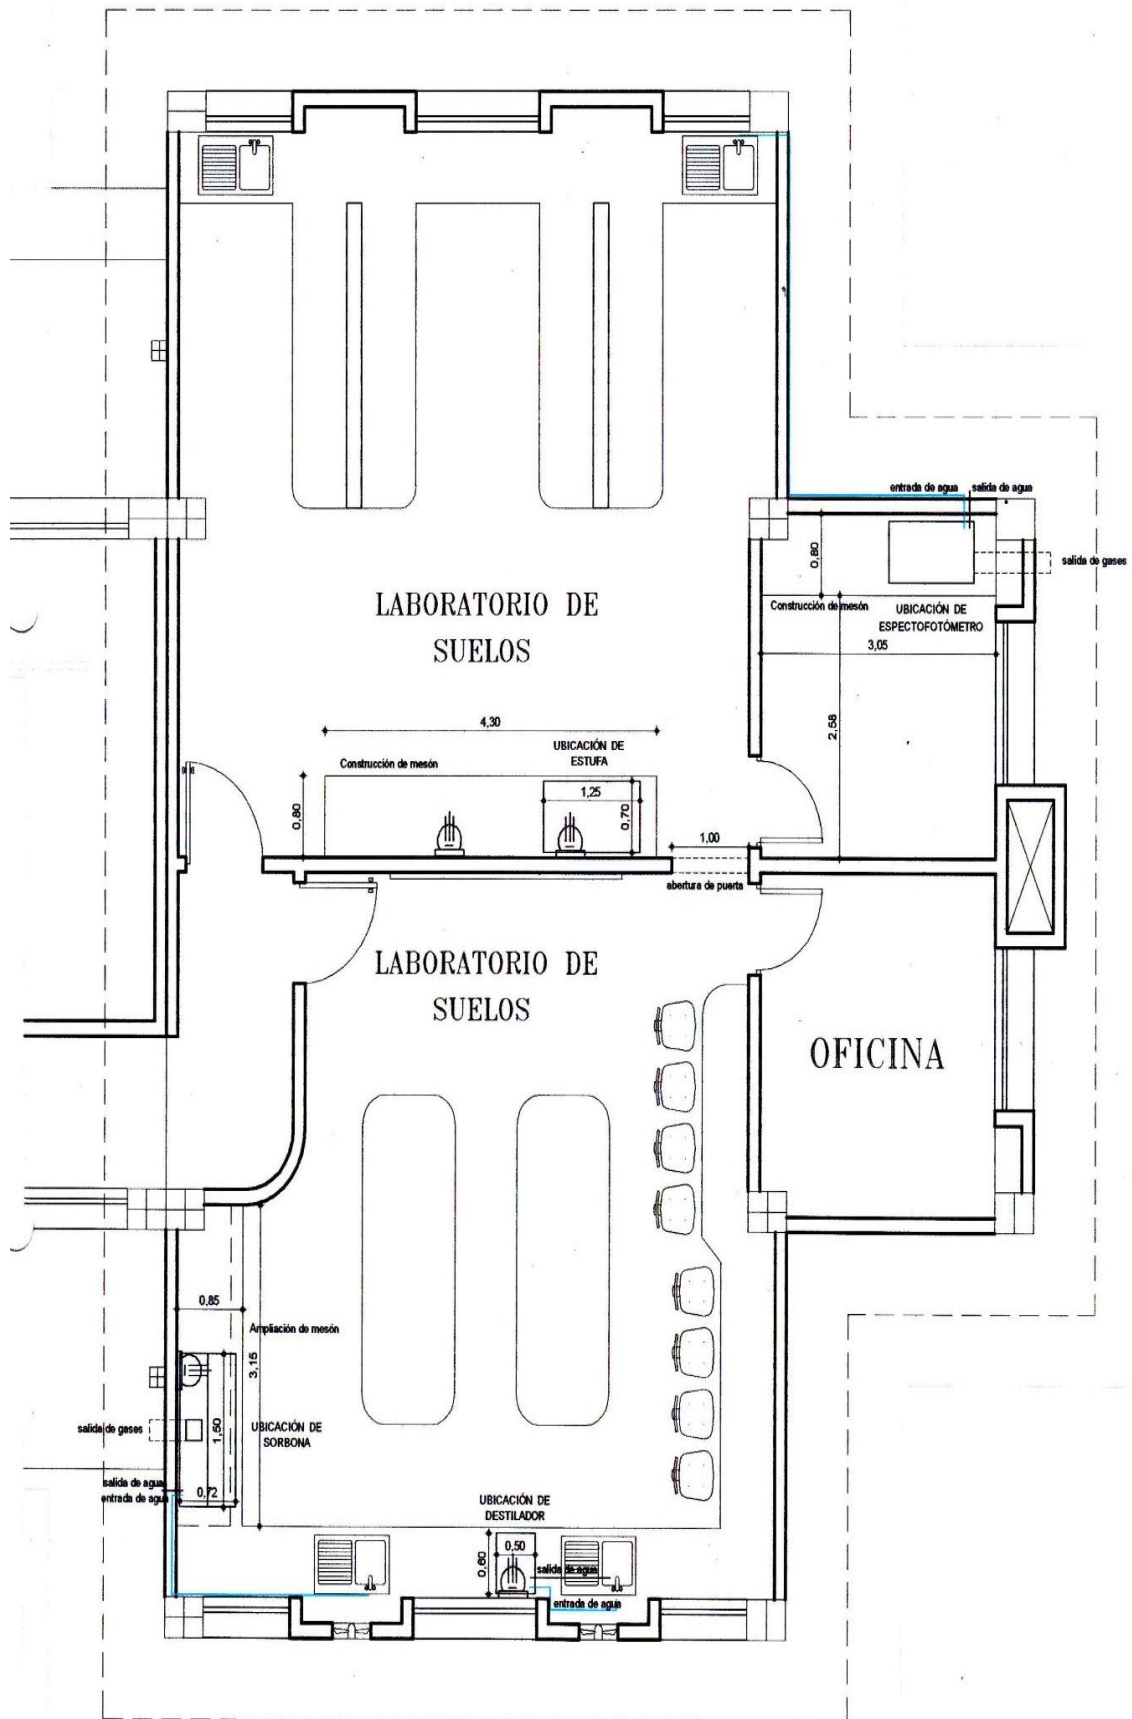 entrada de agua
salida de agua
0,80
salida de gases
LABORATORIO DE
SUELOS
Construcción de mesón
UBICACIÓN DE
ESPECTOFOTÓMETRO
3,05
2,58
4,30
UBICACIÓN DE
ESTUFA
Construcción de mesón
1,25
0,70
0,80
1,00
abertura de puerta
LABORATORIO DE
SUELOS
OFICINA
0,85
Ampliación de mesón
3,15
1,50
salida de gases
UBICACIÓN DE
SORBONA
salida de agua
entrada de agua
0,72
UBICACIÓN DE
DESTILADOR
0,50
0,60
salida de agua
entrada de agua